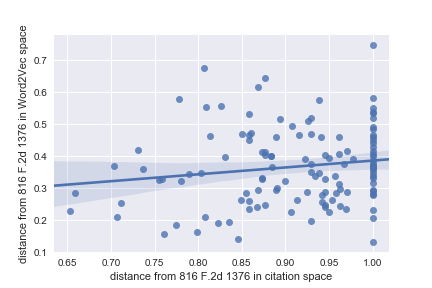 distance from 816 F.2d 1376 in Word2Vec space
0.7
0.6
0.5
0.4
0.3
0.2
0.1
0.65 0.70 0.75 0.80 0.85 0.90 0.95 1.00
distance from 816 F.2d 1376 in citation space